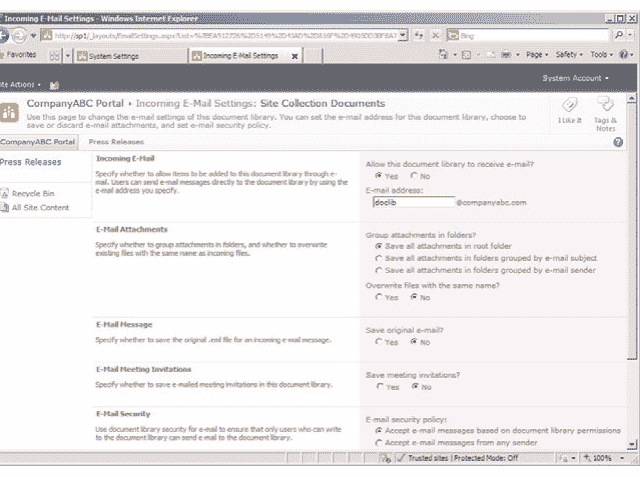 Incoming E-Mail Settings - Windows Internet Explorer
Bing
Favorites
System Settings
Incoming E-Mail Settings
Page
Safety
Tools
Site Actions
System Account
CompanyABC Portal › Incoming E-Mail Settings: Site Collection Documents
Use this page to change the e-mail settings of this document library. You can set the e-mail address for this document library, choose to
save or discard e-mail attachments, and set e-mail security policy.
I Like It
Tags & Notes
CompanyABC Portal
Press Releases
Press Releases
Recycle Bin
All Site Content
Incoming E-Mail
Specify whether to allow items to be added to this document library through e-
mail. Users can send e-mail messages directly to the document library by using the
e-mail address you specify.
Allow this document library to receive e-mail?
Yes No
E-mail address:
doclib @companyabc.com
E-Mail Attachments
Specify whether to group attachments in folders, and whether to overwrite
existing files with the same name as incoming files.
Group attachments in folders?
Save all attachments in root folder
Save all attachments in folders grouped by e-mail subject
Save all attachments in folders grouped by e-mail sender
Overwrite files with the same name?
Yes No
E-Mail Message
Specify whether to save the original .eml file for an incoming e-mail message.
Save original e-mail?
Yes No
E-Mail Meeting Invitations
Specify whether to save e-mailed meeting invitations in this document library.
Save meeting invitations?
Yes No
E-Mail Security
Use document library security for e-mail to ensure that only users who can write
to the document library can send e-mail to the document library.
E-mail security policy:
Accept e-mail messages based on document library permissions
Accept e-mail messages from any sender
Trusted sites | Protected Mode: Off
100%